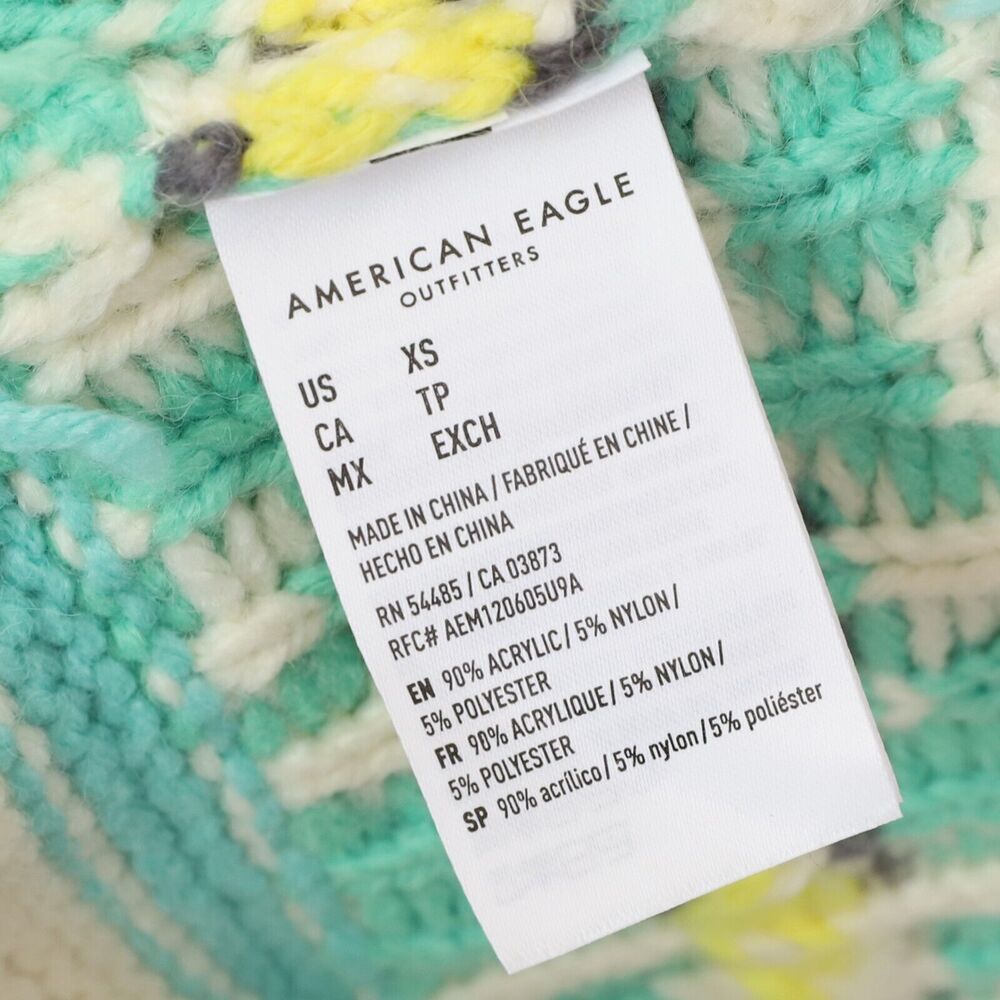 AMERICAN EAGLE
OUTFITTERS
US XS
CA TP
MX EXCH
MADE IN CHINA / FABRIQUÉ EN CHINE /
HECHO EN CHINA
RN 54485 / CA 03873
RFC# AEM120605U9A
EN 90% ACRYLIC / 5% NYLON /
5% POLYESTER
FR 90% ACRYLIQUE / 5% NYLON /
5% POLYESTER
SP 90% acrílico / 5% nylon / 5% poliéster